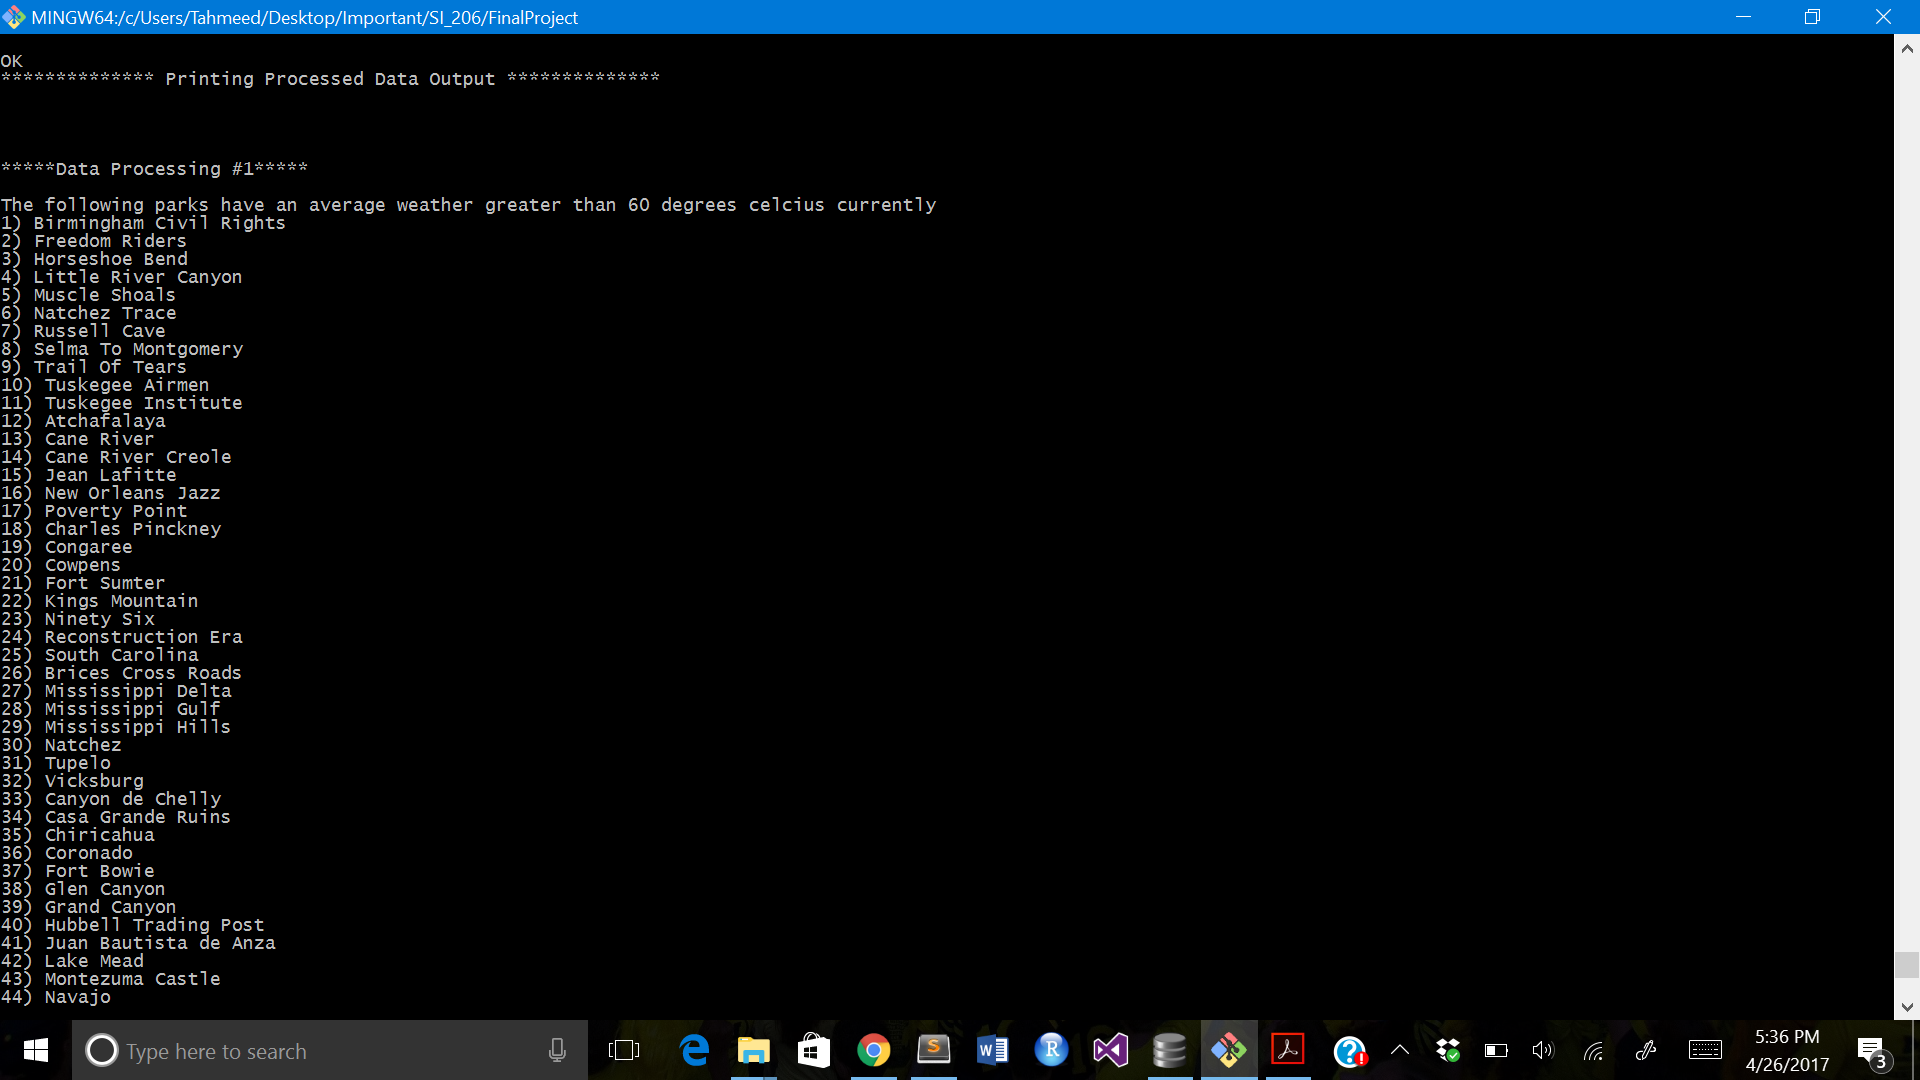 MINGW64:/c/Users/Tahmeed/Desktop/Important/SI_206/FinalProject
OK
************** Printing Processed Data Output **************
*****Data Processing #1*****
The following parks have an average weather greater than 60 degrees celcius currently
1) Birmingham Civil Rights
2) Freedom Riders
3) Horseshoe Bend
4) Little River Canyon
5) Muscle Shoals
6) Natchez Trace
7) Russell Cave
8) Selma To Montgomery
9) Trail Of Tears
10) Tuskegee Airmen
11) Tuskegee Institute
12) Atchafalaya
13) Cane River
14) Cane River Creole
15) Jean Lafitte
16) New Orleans Jazz
17) Poverty Point
18) Charles Pinckney
19) Congaree
20) Cowpens
21) Fort Sumter
22) Kings Mountain
23) Ninety Six
24) Reconstruction Era
25) South Carolina
26) Brices Cross Roads
27) Mississippi Delta
28) Mississippi Gulf
29) Mississippi Hills
30) Natchez
31) Tupelo
32) Vicksburg
33) Canyon de Chelly
34) Casa Grande Ruins
35) Chiricahua
36) Coronado
37) Fort Bowie
38) Glen Canyon
39) Grand Canyon
40) Hubbell Trading Post
41) Juan Bautista de Anza
42) Lake Mead
43) Montezuma Castle
44) Navajo
Type here to search
5:36 PM
4/26/2017
3